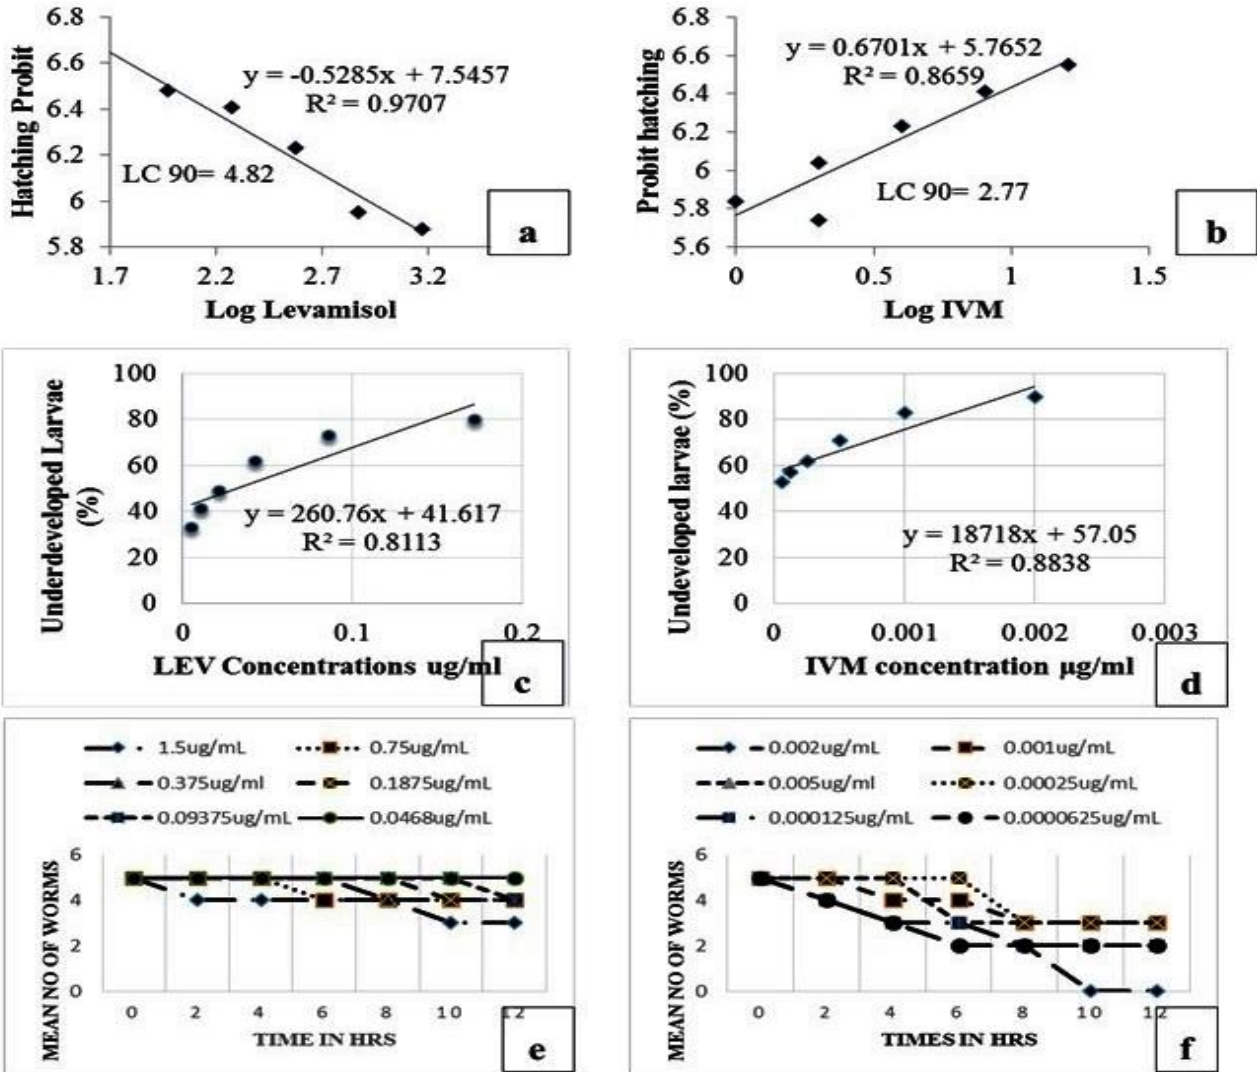 Hatching Probit
6.8
6.6
6.4
6.2
6
5.8
y = -0.5285x + 7.5457
R² = 0.9707
LC 90= 4.82
a
1.7 2.2 2.7 3.2
Log Levamisol
Probit hatching
6.8
6.6
6.4
6.2
6
5.8
5.6
y = 0.6701x + 5.7652
R² = 0.8659
LC 90= 2.77
b
0 0.5 1 1.5
Log IVM
Underdeveloped Larvae
(%)
100
80
60
40
20
0
y = 260.76x + 41.617
R² = 0.8113
0 0.1 0.2
LEV Concentrations ug/ml
c
Undeveloped larvae (%)
100
80
60
40
20
0
y = 18718x + 57.05
R² = 0.8838
0 0.001 0.002 0.003
IVM concentration µg/ml
d
1.5ug/mL 0.75ug/mL
0.375ug/ml 0.1875ug/mL
0.09375ug/mL 0.0468ug/mL
MEAN NO OF WORMS
6
4
2
0
0 2 4 6 8 10 12
TIME IN HRS
e
0.002ug/mL 0.001ug/mL
0.005ug/ml 0.00025ug/mL
0.000125ug/mL 0.0000625ug/mL
MEAN NO OF WORMS
6
4
2
0
0 2 4 6 8 10 12
TIMES IN HRS
f